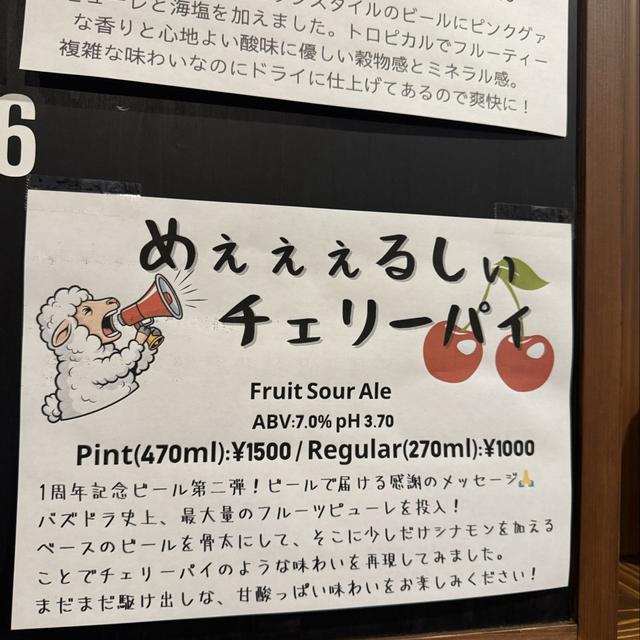 ューレと海塩を加えました。トロピカルでフルーティー
な香りと心地よい酸味に優しい穀物感とミネラル感。
複雑な味わいなのにドライに仕上げてあるので爽快に！
6
めぇぇぇるしぃ
チェリーパイ
Fruit Sour Ale
ABV:7.0% pH 3.70
Pint(470ml):¥1500 / Regular(270ml):¥1000
1周年記念ビール第二弾！ビールで届ける感謝のメッセージ🙏
バズドラ史上、最大量のフルーツピューレを投入！
ベースのビールを骨太にして、そこに少しだけシナモンを加える
ことでチェリーパイのような味わいを再現してみました。
まだまだ駆け出しな、甘酸っぱい味わいをお楽しみください！